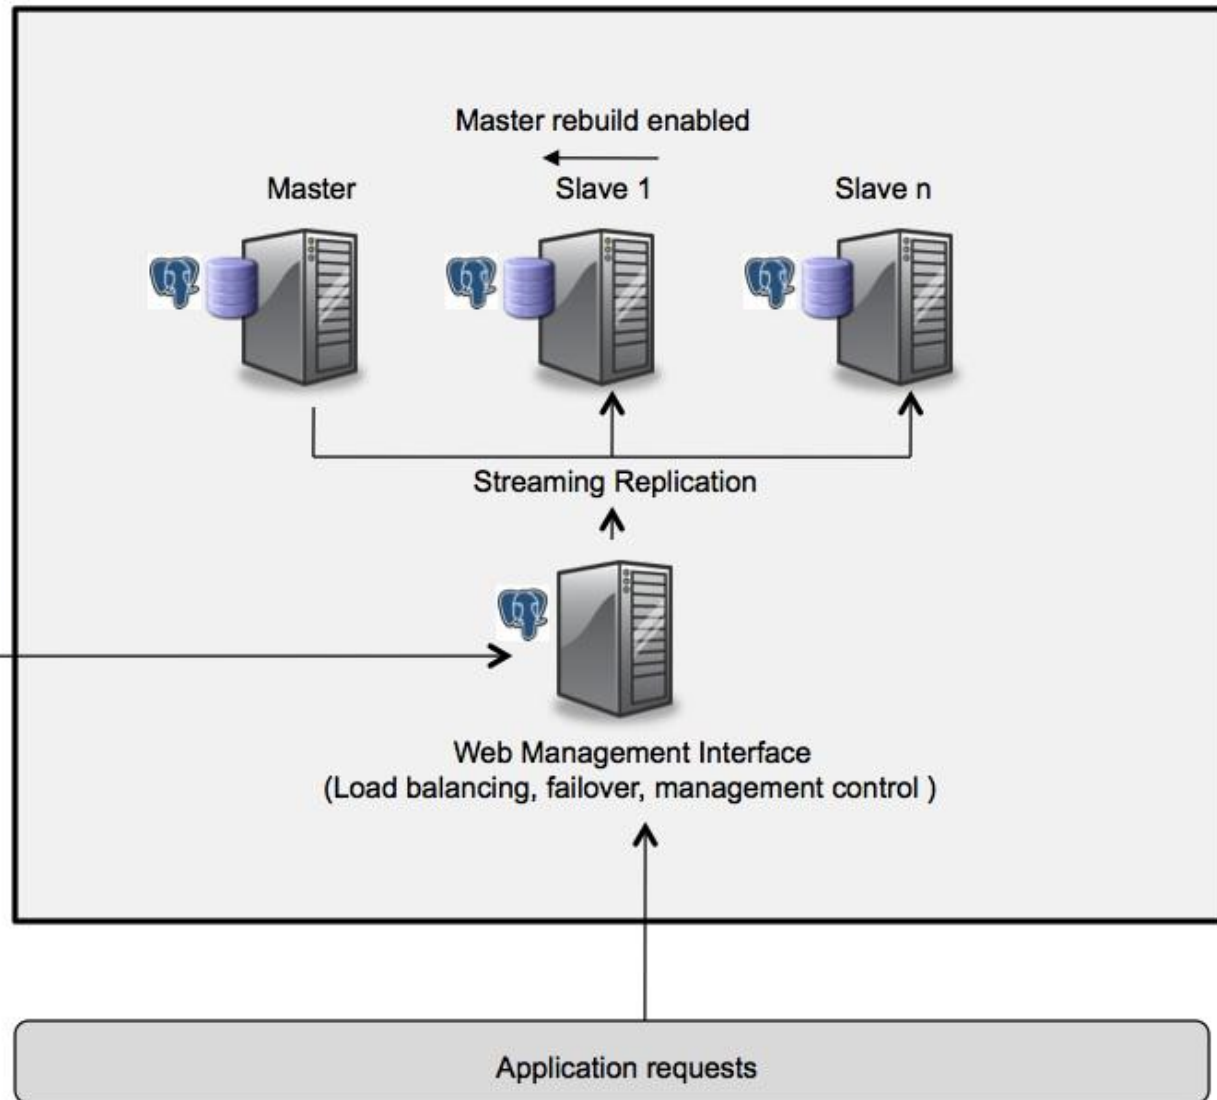 Master rebuild enabled
Master
Slave 1
Slave n
Streaming Replication
Web Management Interface
(Load balancing, failover, management control )
Application requests